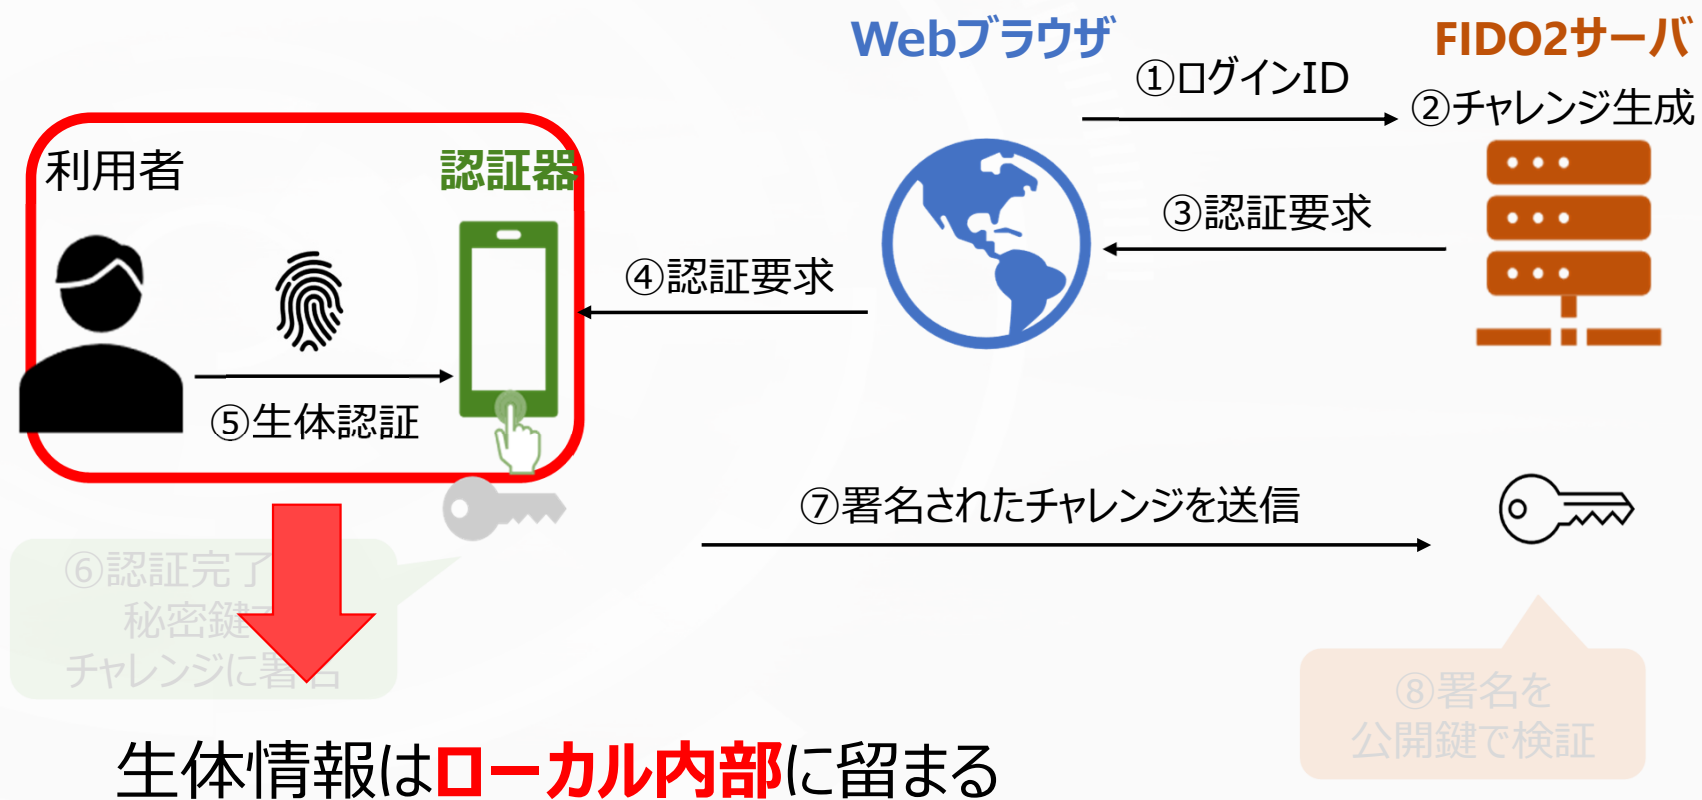 Webブラウザ
FIDO2サーバ
①ログインID
②チャレンジ生成
利用者
認証器
③認証要求
④認証要求
⑤生体認証
⑦署名されたチャレンジを送信
⑥認証完了
秘密鍵で
チャレンジに署名
⑧署名を
公開鍵で検証
生体情報はローカル内部に留まる